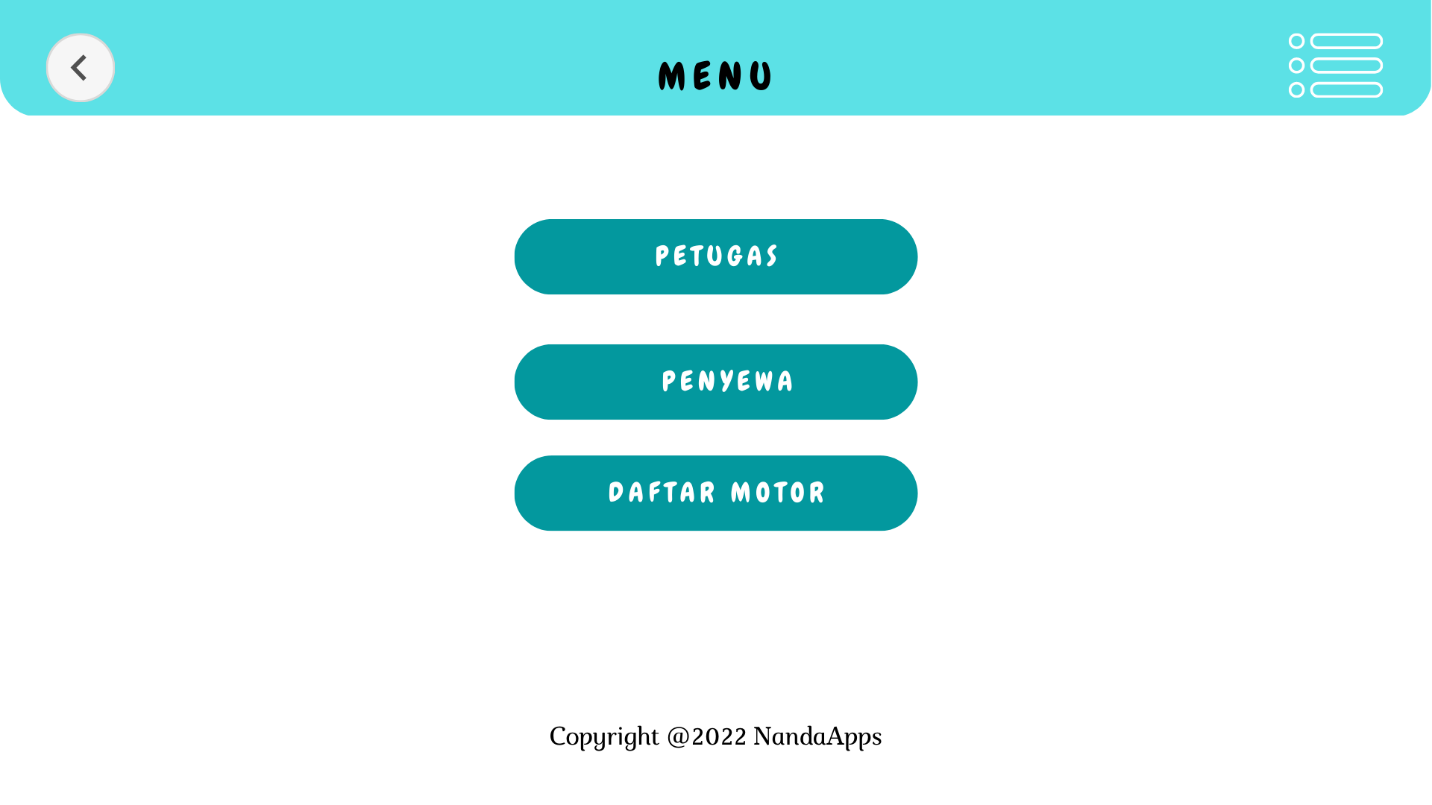 MENU
PETUGAS
PENYEWA
DAFTAR MOTOR
Copyright @2022 NandaApps